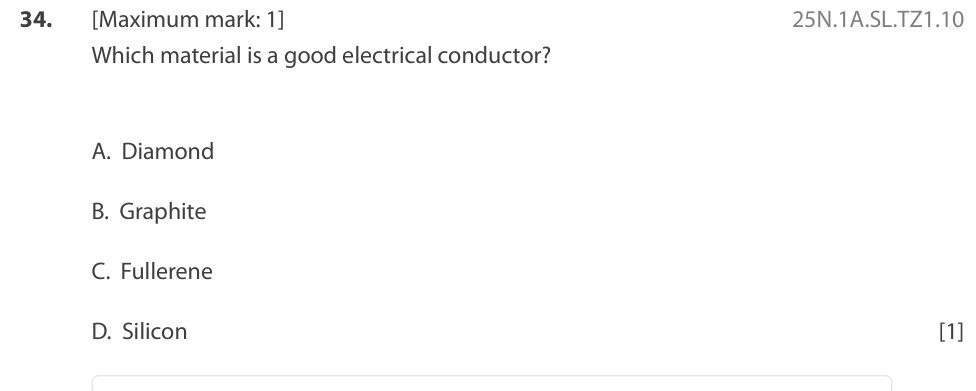 34. [Maximum mark: 1] 25N.1A.SL.TZ1.10
Which material is a good electrical conductor?
A. Diamond
B. Graphite
C. Fullerene
D. Silicon [1]